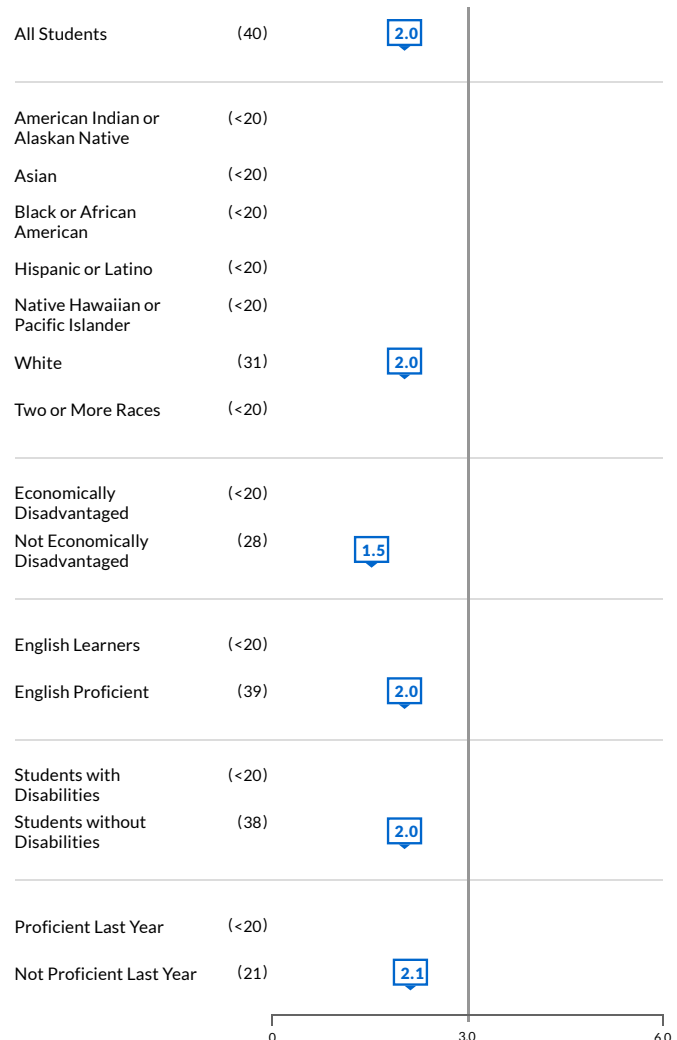 All Students (40) 2.0
American Indian or (<20)
Alaskan Native
Asian (<20)
Black or African (<20)
American
Hispanic or Latino (<20)
Native Hawaiian or (<20)
Pacific Islander
White (31) 2.0
Two or More Races (<20)
Economically (<20)
Disadvantaged
Not Economically (28) 1.5
Disadvantaged
English Learners (<20)
English Proficient (39) 2.0
Students with (<20)
Disabilities
Students without (38) 2.0
Disabilities
Proficient Last Year (<20)
Not Proficient Last Year (21) 2.1
0 3.0 6.0